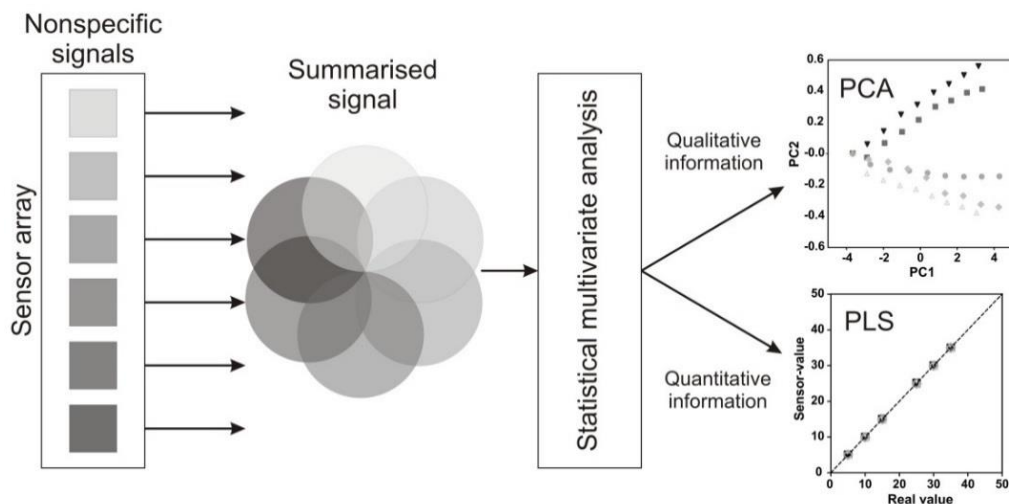 Nonspecific
signals
Sensor array
Summarised
signal
Statistical multivariate analysis
Qualitative
information
Quantitative
information
PCA
PC2
0.6
0.4
0.2
-0.0
-0.2
-0.4
0.6
-4
-2
0
2
4
PC1
PLS
Sensor-value
50
40
30
20
10
0
0
10
20
30
40
50
Real value